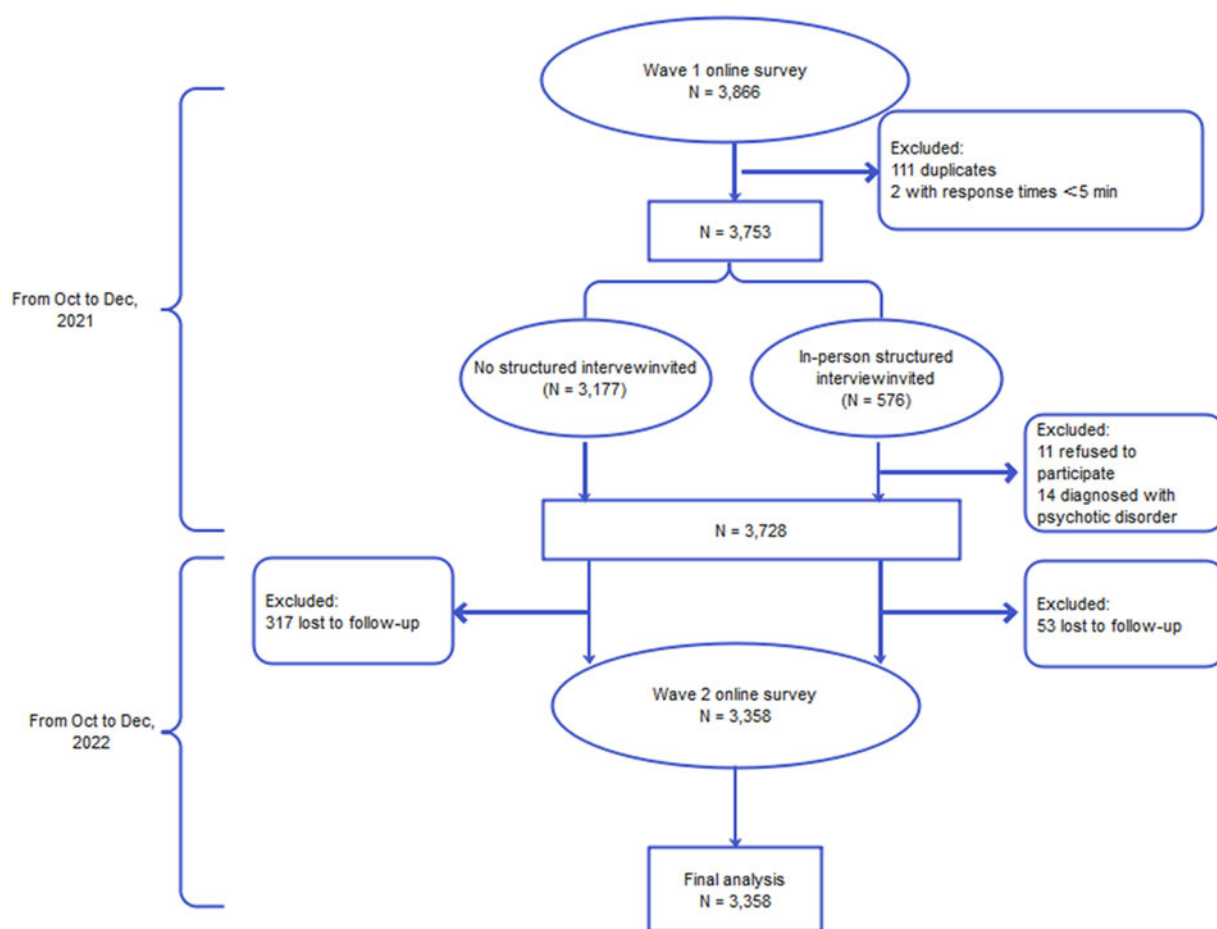 Wave 1 online survey
N = 3,866
Excluded:
111 duplicates
2 with response times <5 min
N = 3,753
From Oct to Dec,
2021
No structured intervewinvited
(N = 3,177)
In-person structured
interviewinvited
(N = 576)
Excluded:
11 refused to
participate
14 diagnosed with
psychotic disorder
N = 3,728
Excluded:
317 lost to follow-up
Excluded:
53 lost to follow-up
Wave 2 online survey
N = 3,358
From Oct to Dec,
2022
Final analysis
N = 3,358